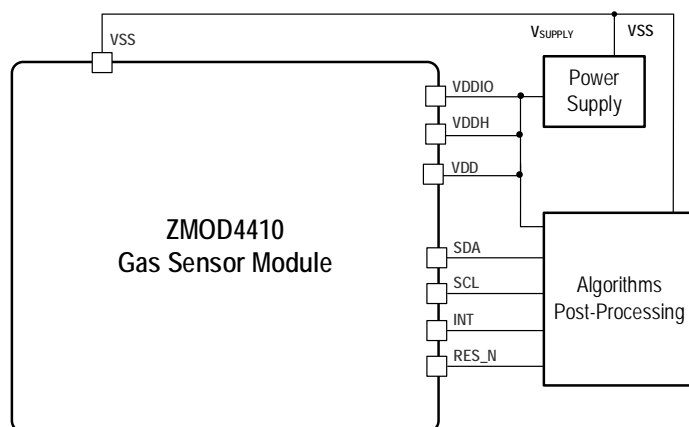 VSS
VSUPPLY
VSS
Power
Supply
VDDIO
VDDH
VDD
ZMOD4410
Gas Sensor Module
SDA
SCL
INT
RES_N
Algorithms
Post-Processing